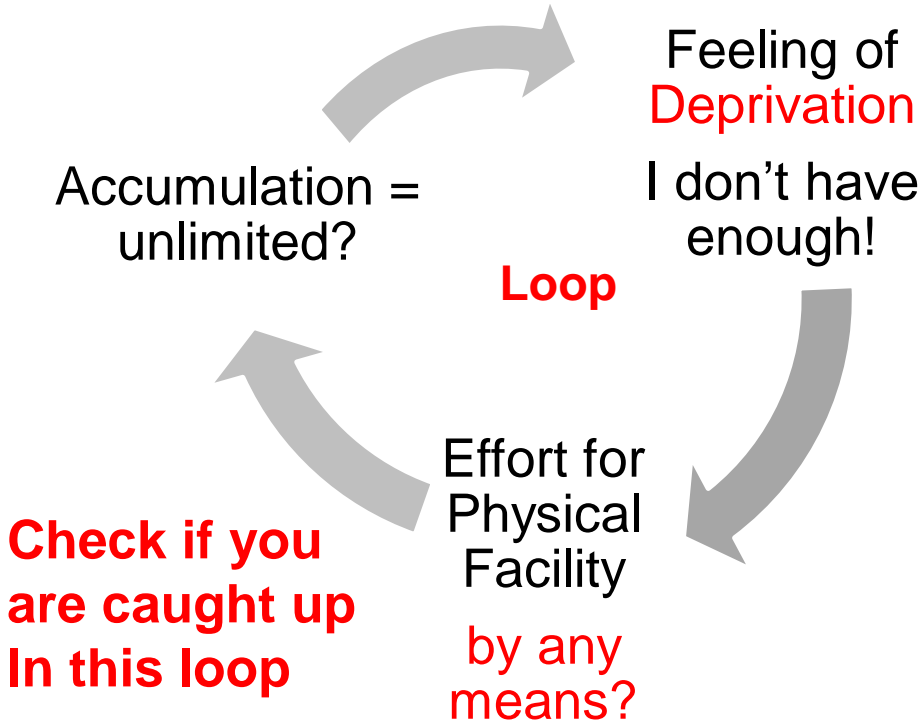 Feeling of
Deprivation
I don't have
enough!
Effort for
Physical
Facility
by any
means?
Accumulation =
unlimited?
Loop
Check if you
are caught up
In this loop